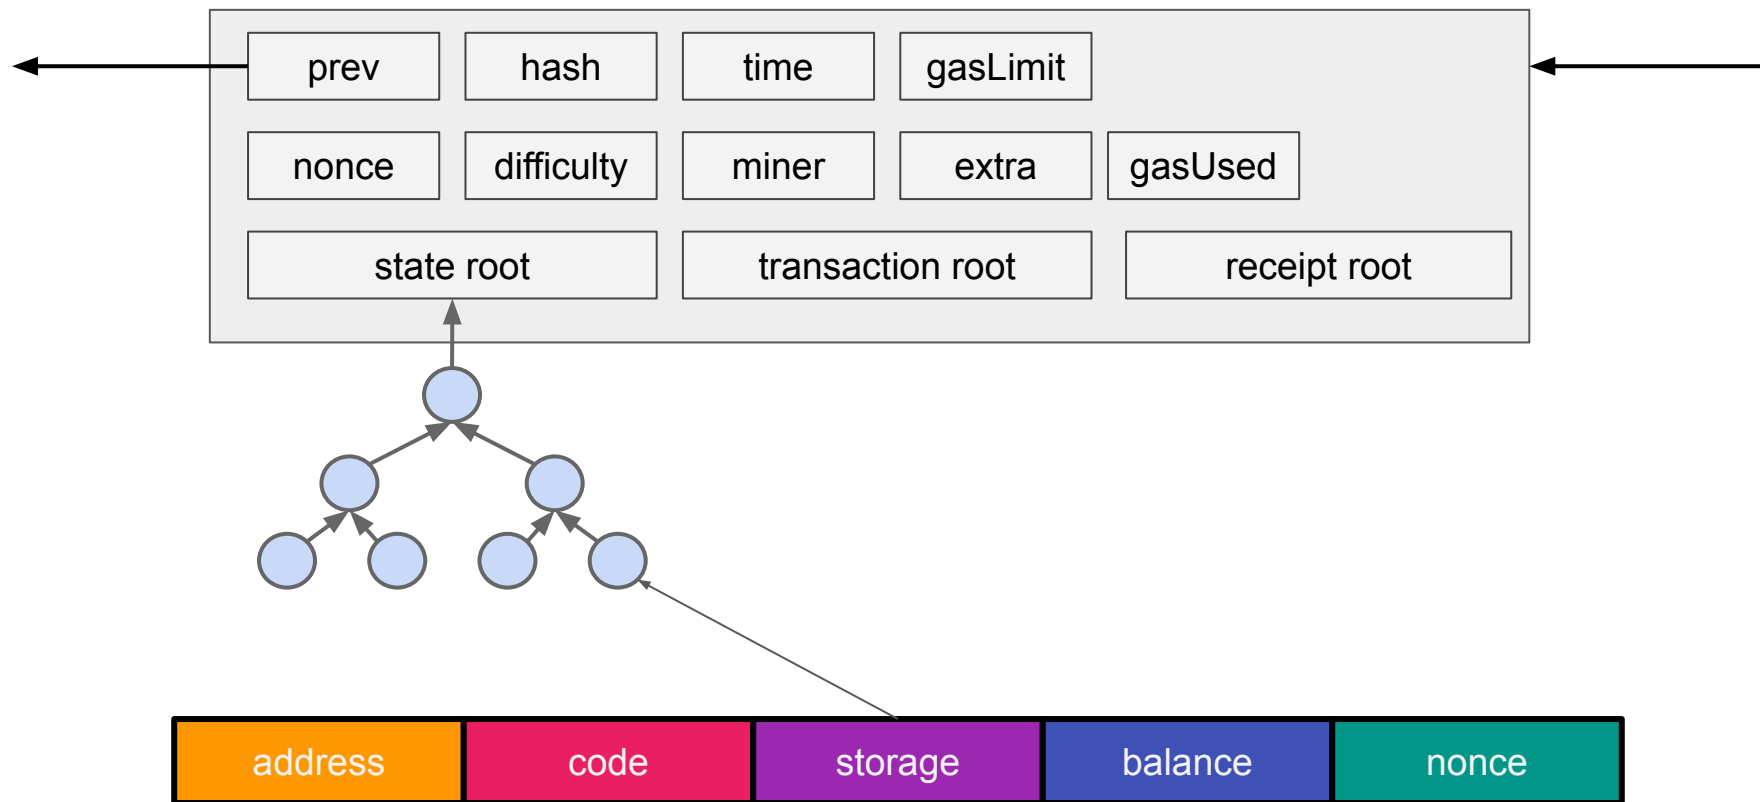 prev hash time gasLimit
nonce difficulty miner extra gasUsed
state root transaction root receipt root
address code storage balance nonce